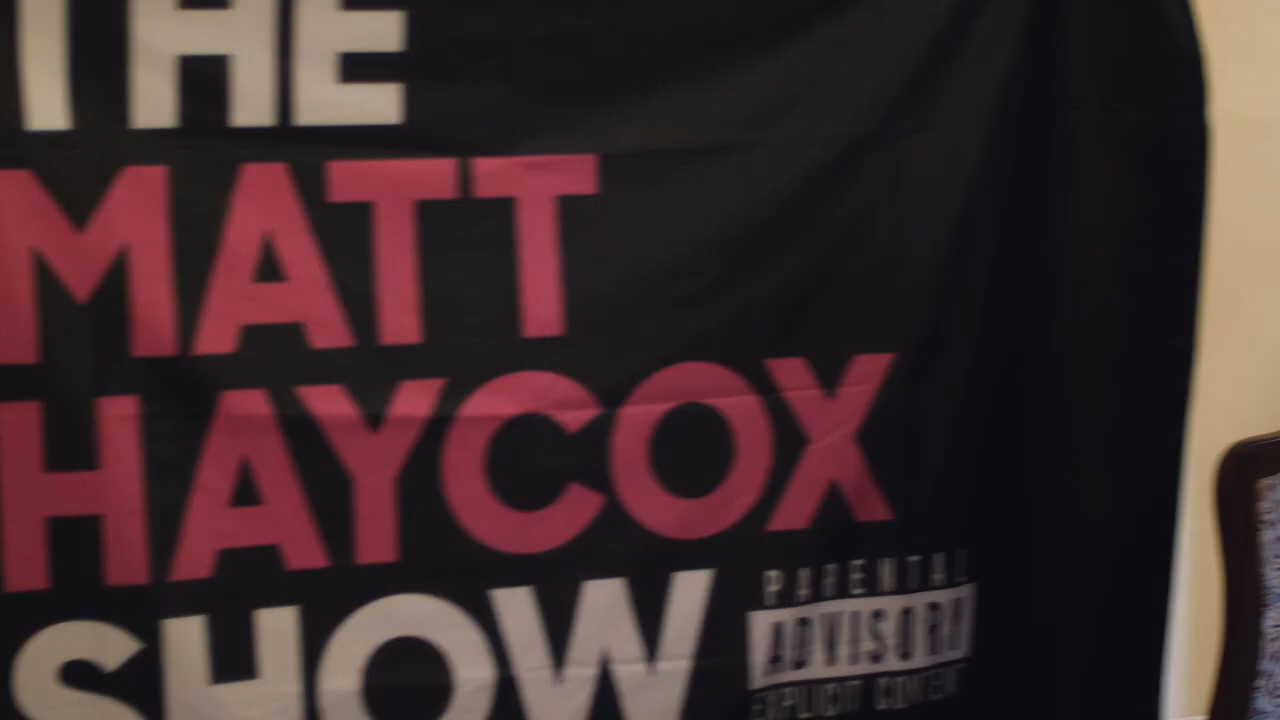 THE
MATT
HAYCOX
SHOW
PARENTAL
ADVISORY
EXPLICIT CONTENT